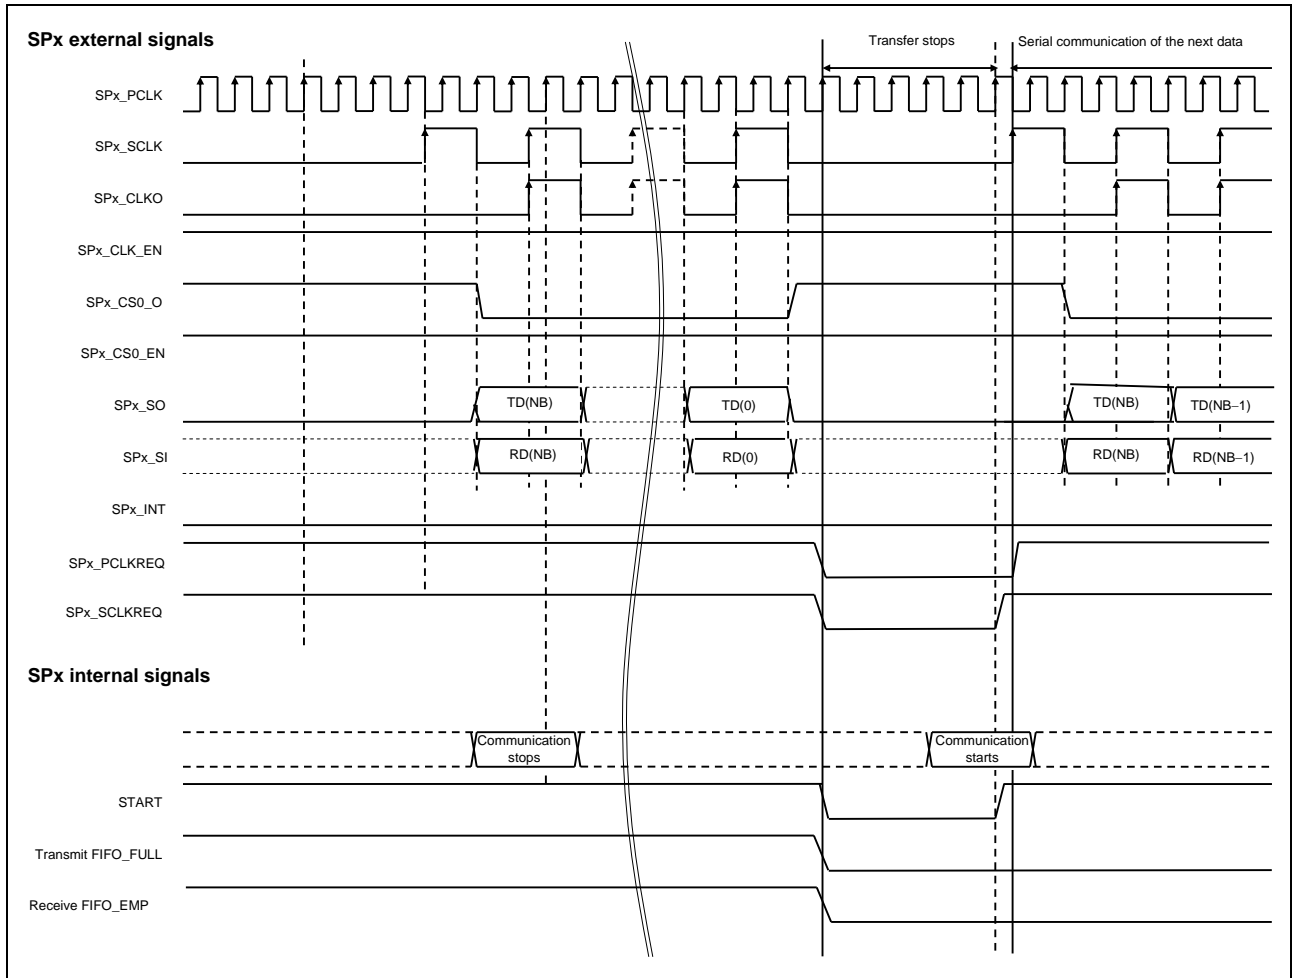 SPx external signals
Transfer stops
Serial communication of the next data
SPx_PCLK
SPx_SCLK
SPx_CLKO
SPx_CLK_EN
SPx_CS0_O
SPx_CS0_EN
SPx_SO
TD(NB)
TD(0)
TD(NB)
TD(NB−1)
SPx_SI
RD(NB)
RD(0)
RD(NB)
RD(NB−1)
SPx_INT
SPx_PCLKREQ
SPx_SCLKREQ
SPx internal signals
Communication
stops
Communication
starts
START
Transmit FIFO_FULL
Receive FIFO_EMP